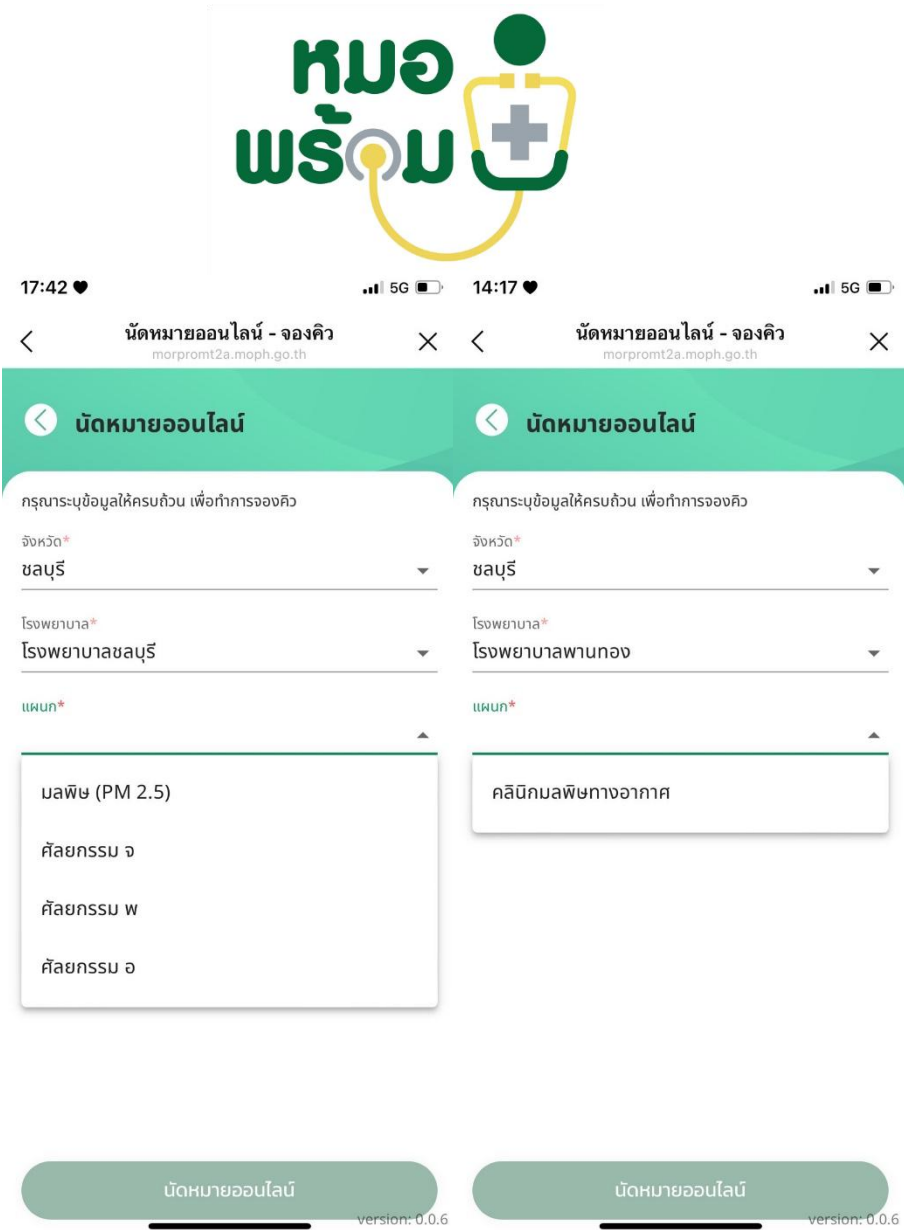 หมอ
พร้อม
17:42
5G
นัดหมายออนไลน์ - จองคิว
morpromt2a.moph.go.th
นัดหมายออนไลน์
กรุณาระบุข้อมูลให้ครบถ้วน เพื่อทำการจองคิว
จังหวัด*
ชลบุรี
โรงพยาบาล*
โรงพยาบาลชลบุรี
แผนก*
มลพิษ (PM 2.5)
ศัลยกรรม จ
ศัลยกรรม พ
ศัลยกรรม อ
นัดหมายออนไลน์
version: 0.0.6
14:17
5G
นัดหมายออนไลน์ - จองคิว
morpromt2a.moph.go.th
นัดหมายออนไลน์
กรุณาระบุข้อมูลให้ครบถ้วน เพื่อทำการจองคิว
จังหวัด*
ชลบุรี
โรงพยาบาล*
โรงพยาบาลพานทอง
แผนก*
คลินิกมลพิษทางอากาศ
นัดหมายออนไลน์
version: 0.0.6